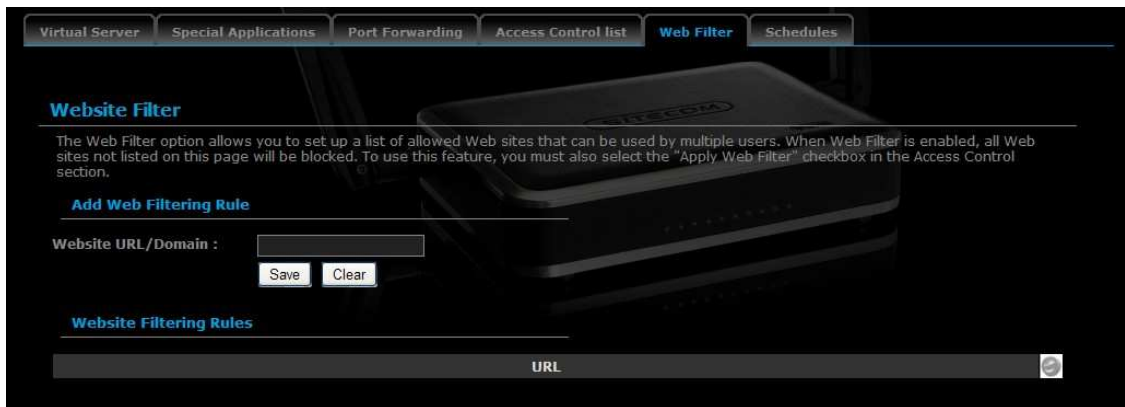 Virtual Server Special Applications Port Forwarding Access Control list Web Filter Schedules
SITECOM
Website Filter
The Web Filter option allows you to set up a list of allowed Web sites that can be used by multiple users. When Web Filter is enabled, all Web
sites not listed on this page will be blocked. To use this feature, you must also select the "Apply Web Filter" checkbox in the Access Control
section.
Add Web Filtering Rule
Website URL/Domain :
Save Clear
Website Filtering Rules
URL